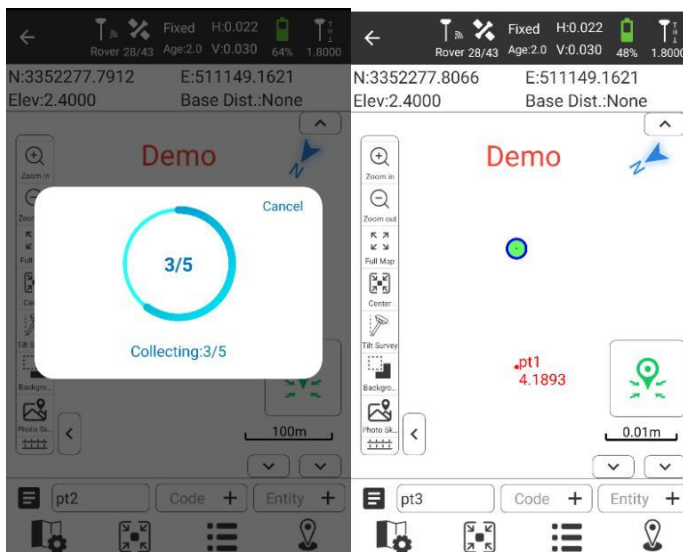 Fixed H:0.022
Rover 28/43 Age:2.0 V:0.030 64% 1.8000
N:3352277.7912 E:511149.1621
Elev:2.4000 Base Dist.:None
Demo
N
Zoom in
Cancel
3/5
Collecting:3/5
100m
pt2 Code + Entity +
Fixed H:0.022
Rover 28/43 Age:2.0 V:0.030 48% 1.8000
N:3352277.8066 E:511149.1621
Elev:2.4000 Base Dist.:None
Demo
N
Zoom in
Zoom out
Full Map
Center
Tilt Survey
Backgro...
Photo Sk...
pt1
4.1893
0.01m
pt3 Code + Entity +